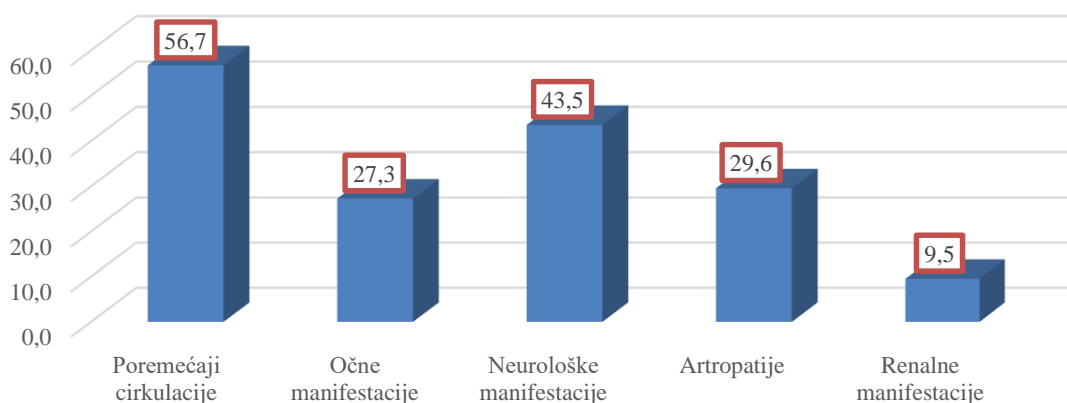 56,7
27,3
43,5
29,6
9,5
60,0
50,0
40,0
30,0
20,0
10,0
0,0
Poremećaji
cirkulacije
Očne
manifestacije
Neurološke
manifestacije
Artropatije
Renalne
manifestacije